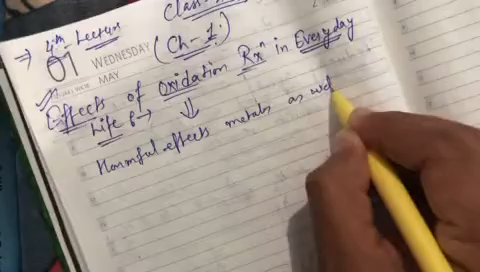 Class-
(Ch-1)
⇒ 4th Lecture
01 WEDNESDAY
MAY
Effects of Oxidation Rxn in Everyday
Life :→
Harmful effects metals as wel